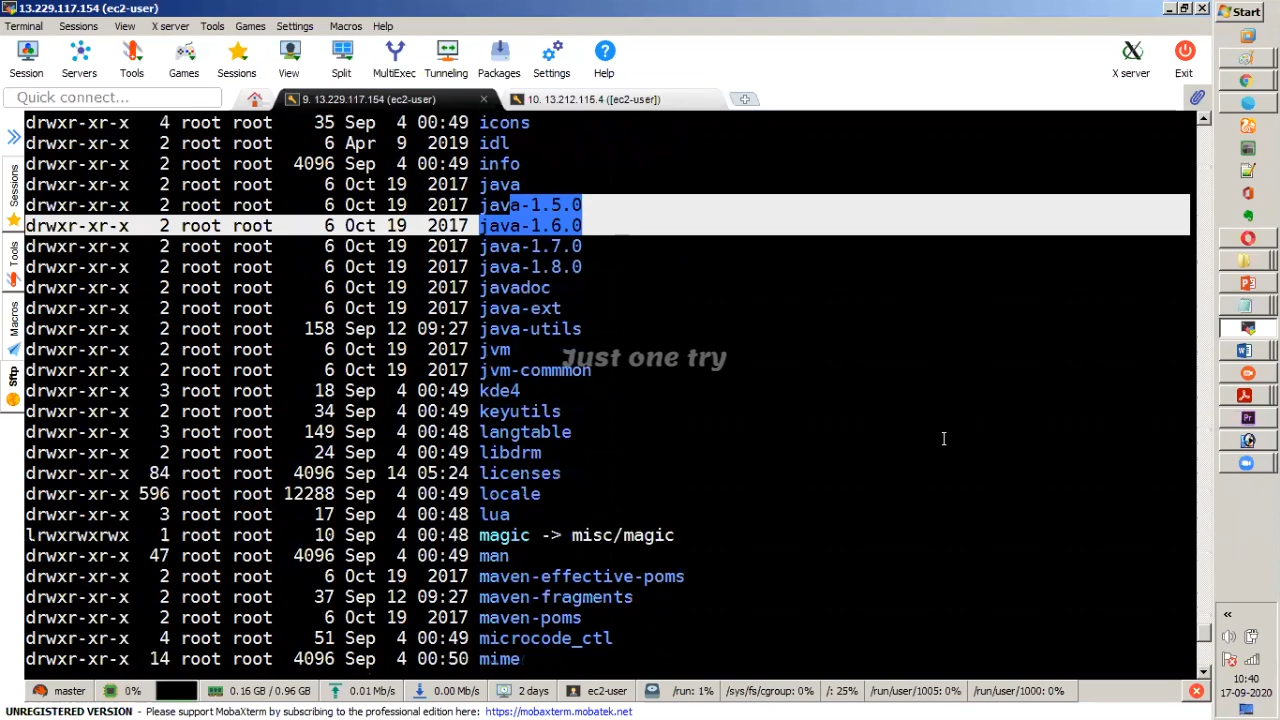 13.229.117.154 (ec2-user)
Start
Terminal Sessions View X server Tools Games Settings Macros Help
Session Servers Tools Games Sessions View Split MultiExec Tunneling Packages Settings Help X server Exit
Quick connect... 9. 13.229.117.154 (ec2-user) 10. 13.212.115.4 ([ec2-user])
Sessions
Tools
Macros
Sftp
drwxr-xr-x 4 root root 35 Sep 4 00:49 icons
drwxr-xr-x 2 root root 6 Apr 9 2019 idl
drwxr-xr-x 2 root root 4096 Sep 4 00:49 info
drwxr-xr-x 2 root root 6 Oct 19 2017 java
drwxr-xr-x 2 root root 6 Oct 19 2017 java-1.5.0
drwxr-xr-x 2 root root 6 Oct 19 2017 java-1.6.0
drwxr-xr-x 2 root root 6 Oct 19 2017 java-1.7.0
drwxr-xr-x 2 root root 6 Oct 19 2017 java-1.8.0
drwxr-xr-x 2 root root 6 Oct 19 2017 javadoc
drwxr-xr-x 2 root root 6 Oct 19 2017 java-ext
drwxr-xr-x 2 root root 158 Sep 12 09:27 java-utils
drwxr-xr-x 2 root root 6 Oct 19 2017 jvm
Just one try
drwxr-xr-x 2 root root 6 Oct 19 2017 jvm-commmon
drwxr-xr-x 3 root root 18 Sep 4 00:49 kde4
drwxr-xr-x 2 root root 34 Sep 4 00:49 keyutils
drwxr-xr-x 3 root root 149 Sep 4 00:48 langtable
drwxr-xr-x 2 root root 24 Sep 4 00:49 libdrm
drwxr-xr-x 84 root root 4096 Sep 14 05:24 licenses
drwxr-xr-x 596 root root 12288 Sep 4 00:49 locale
drwxr-xr-x 3 root root 17 Sep 4 00:48 lua
lrwxrwxrwx 1 root root 10 Sep 4 00:48 magic -> misc/magic
drwxr-xr-x 47 root root 4096 Sep 4 00:49 man
drwxr-xr-x 2 root root 6 Oct 19 2017 maven-effective-poms
drwxr-xr-x 2 root root 37 Sep 12 09:27 maven-fragments
drwxr-xr-x 2 root root 6 Oct 19 2017 maven-poms
drwxr-xr-x 4 root root 51 Sep 4 00:49 microcode_ctl
drwxr-xr-x 14 root root 4096 Sep 4 00:50 mime
master 0% 0.16 GB / 0.96 GB 0.01 Mb/s 0.00 Mb/s 2 days ec2-user /run: 1% /sys/fs/cgroup: 0% /: 25% /run/user/1005: 0% /run/user/1000: 0%
UNREGISTERED VERSION - Please support MobaXterm by subscribing to the professional edition here: https://mobaxterm.mobatek.net
10:40
17-09-2020